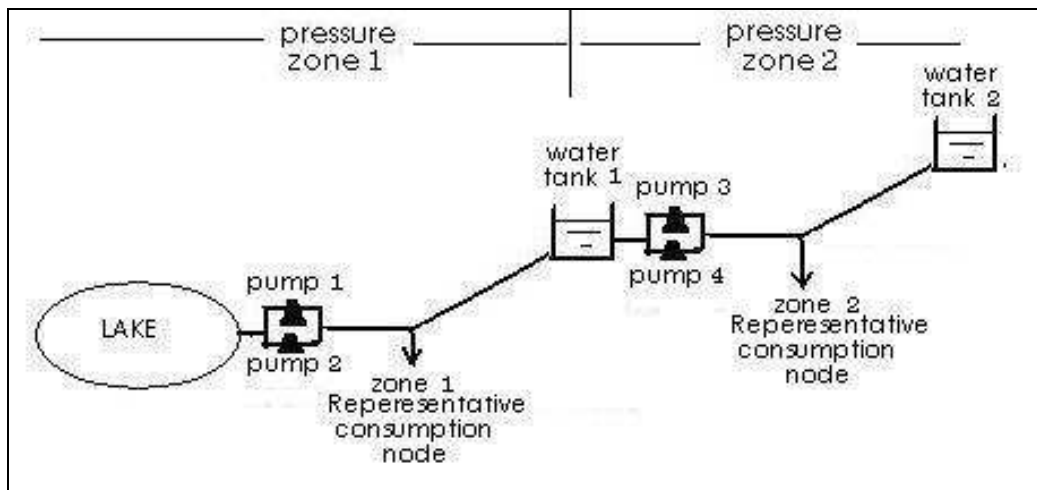 pressure
zone 1
pressure
zone 2
water
tank 2
water
tank 1
pump 3
pump 4
pump 1
LAKE
pump 2
zone 1
Reperesentative
consumption
node
zone 2
Reperesentative
consumption
node